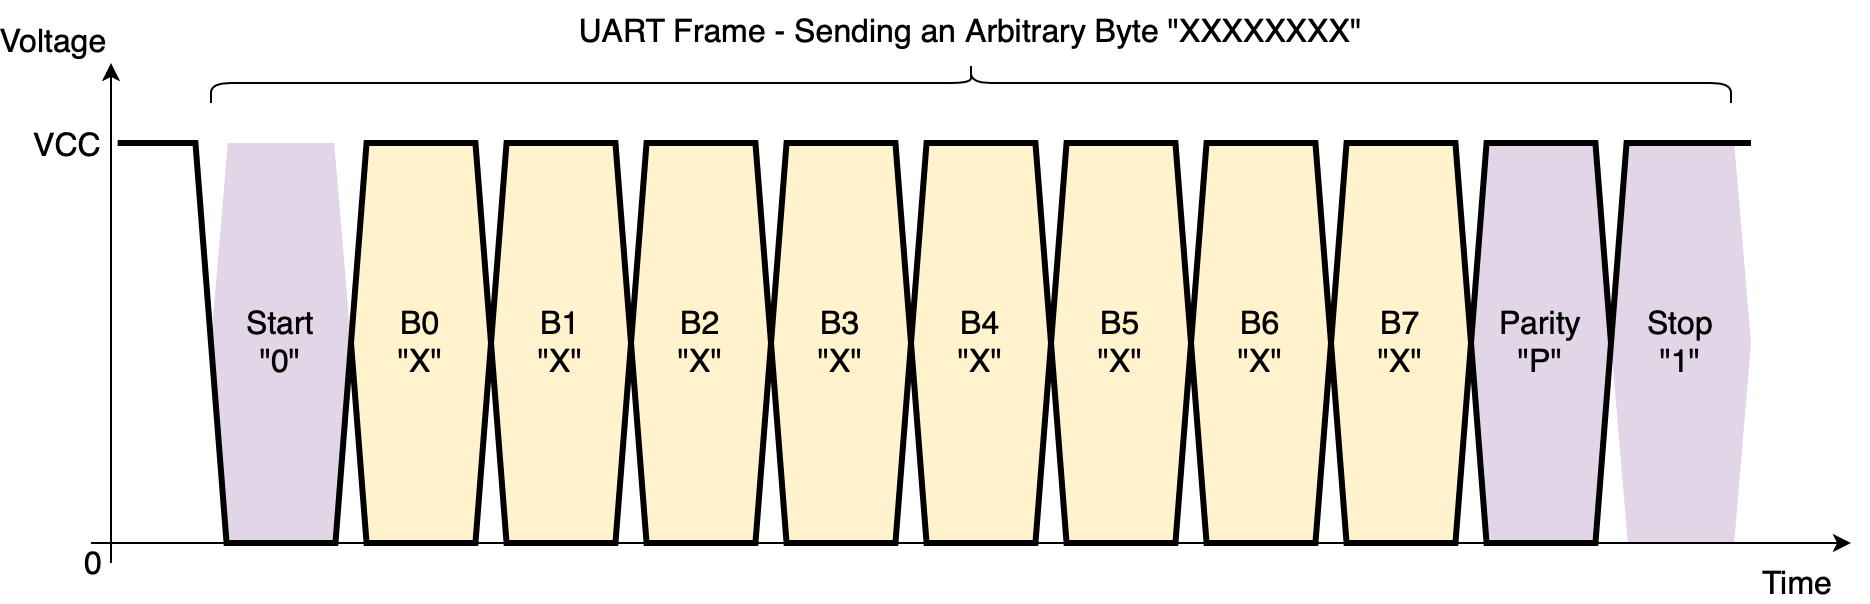 UART Frame - Sending an Arbitrary Byte "XXXXXXXX"
Voltage
VCC
Start
"0"
B0
"X"
B1
"X"
B2
"X"
B3
"X"
B4
"X"
B5
"X"
B6
"X"
B7
"X"
Parity
"P"
Stop
"1"
0
Time